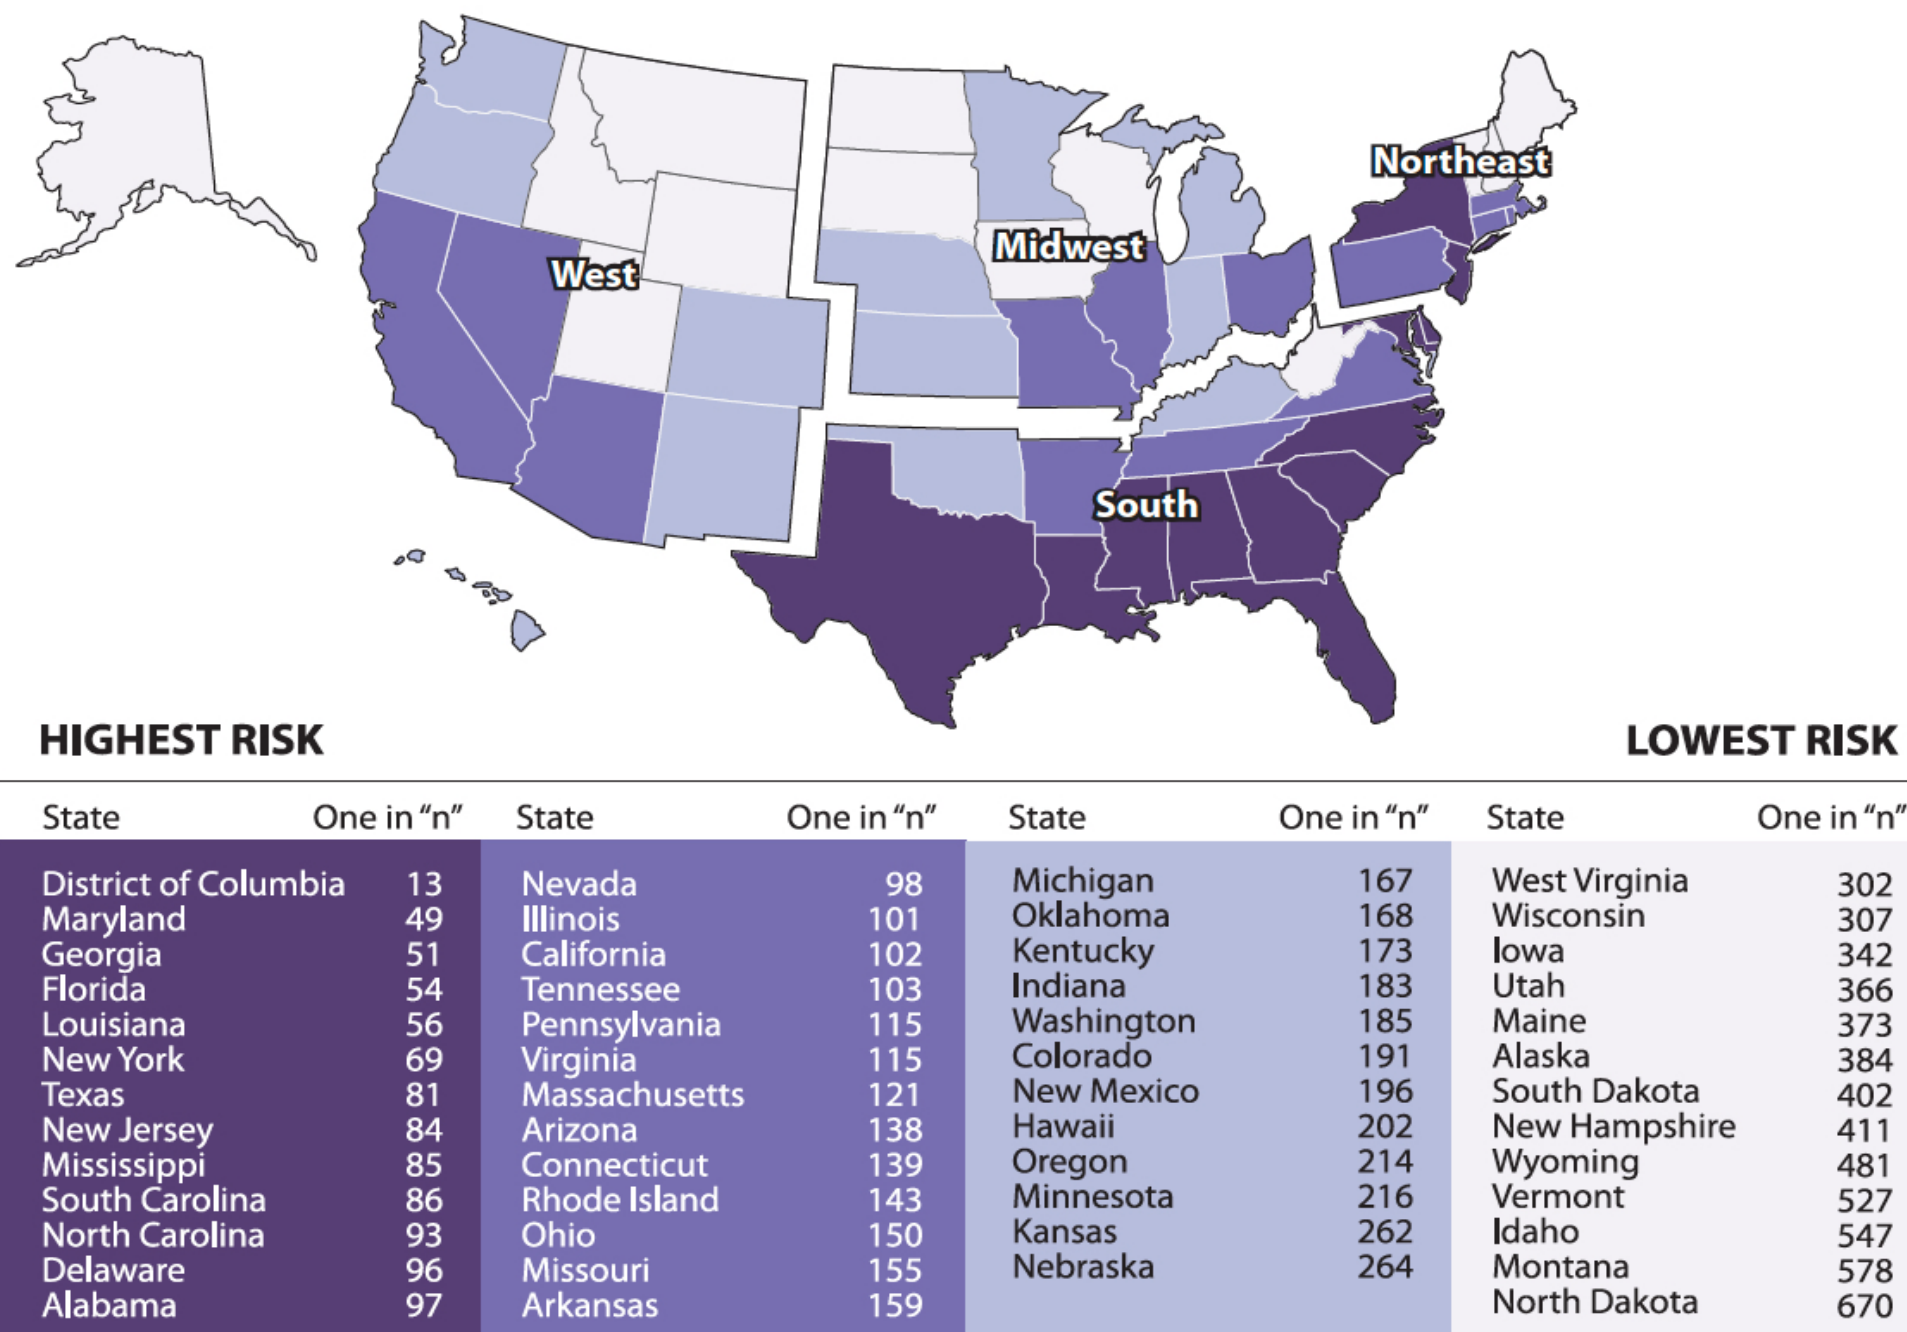 Northeast
Midwest
West
South
HIGHEST RISK
LOWEST RISK
State One in “n” State One in “n” State One in “n” State One in “n”
District of Columbia 13 Nevada 98 Michigan 167 West Virginia 302
Maryland 49 Illinois 101 Oklahoma 168 Wisconsin 307
Georgia 51 California 102 Kentucky 173 Iowa 342
Florida 54 Tennessee 103 Indiana 183 Utah 366
Louisiana 56 Pennsylvania 115 Washington 185 Maine 373
New York 69 Virginia 115 Colorado 191 Alaska 384
Texas 81 Massachusetts 121 New Mexico 196 South Dakota 402
New Jersey 84 Arizona 138 Hawaii 202 New Hampshire 411
Mississippi 85 Connecticut 139 Oregon 214 Wyoming 481
South Carolina 86 Rhode Island 143 Minnesota 216 Vermont 527
North Carolina 93 Ohio 150 Kansas 262 Idaho 547
Delaware 96 Missouri 155 Nebraska 264 Montana 578
Alabama 97 Arkansas 159 North Dakota 670